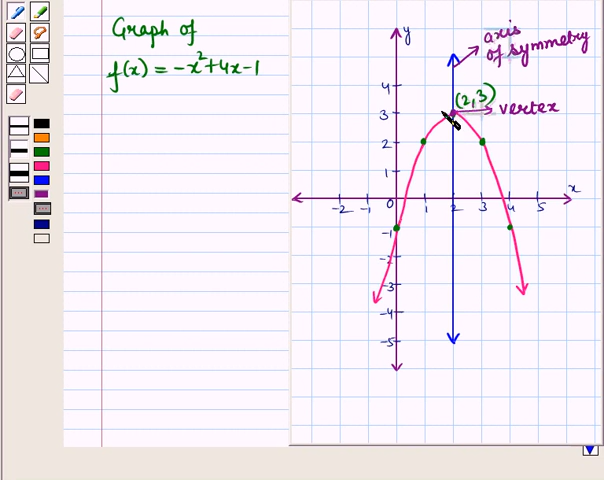 Graph of
f(x) = -x²+4x-1
y
axis
of symmetry
4
(2,3)
3
vertex
2
1
x
-2 -1 0 1 2 3 4 5
-1
-2
-3
-4
-5